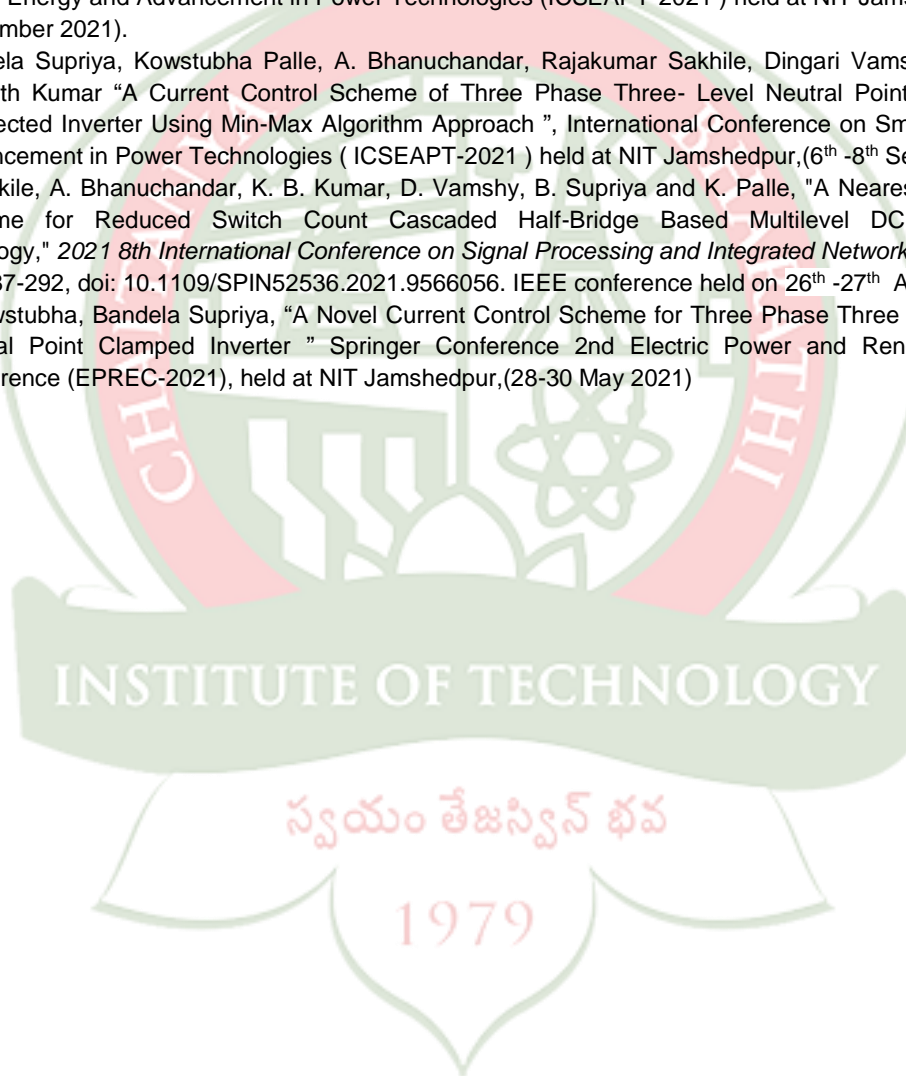 Energy and Advancement in Power Technologies (ICSEAPT-2021 ) held at NIT Jams
mber 2021).
ela Supriya, Kowstubha Palle, A. Bhanuchandar, Rajakumar Sakhile, Dingari Vams
th Kumar “A Current Control Scheme of Three Phase Three- Level Neutral Point
ected Inverter Using Min-Max Algorithm Approach ”, International Conference on Sm
ncement in Power Technologies ( ICSEAPT-2021 ) held at NIT Jamshedpur,(6th -8th Se
kile, A. Bhanuchandar, K. B. Kumar, D. Vamshy, B. Supriya and K. Palle, "A Neares
me for Reduced Switch Count Cascaded Half-Bridge Based Multilevel DC
ogy," 2021 8th International Conference on Signal Processing and Integrated Network
37-292, doi: 10.1109/SPIN52536.2021.9566056. IEEE conference held on 26th -27th A
wstubha, Bandela Supriya, “A Novel Current Control Scheme for Three Phase Three
al Point Clamped Inverter ” Springer Conference 2nd Electric Power and Ren
erence (EPREC-2021), held at NIT Jamshedpur,(28-30 May 2021)
CHAITANYA BHARATHI
INSTITUTE OF TECHNOLOGY
స్వయం తేజస్విన్ భవ
1979